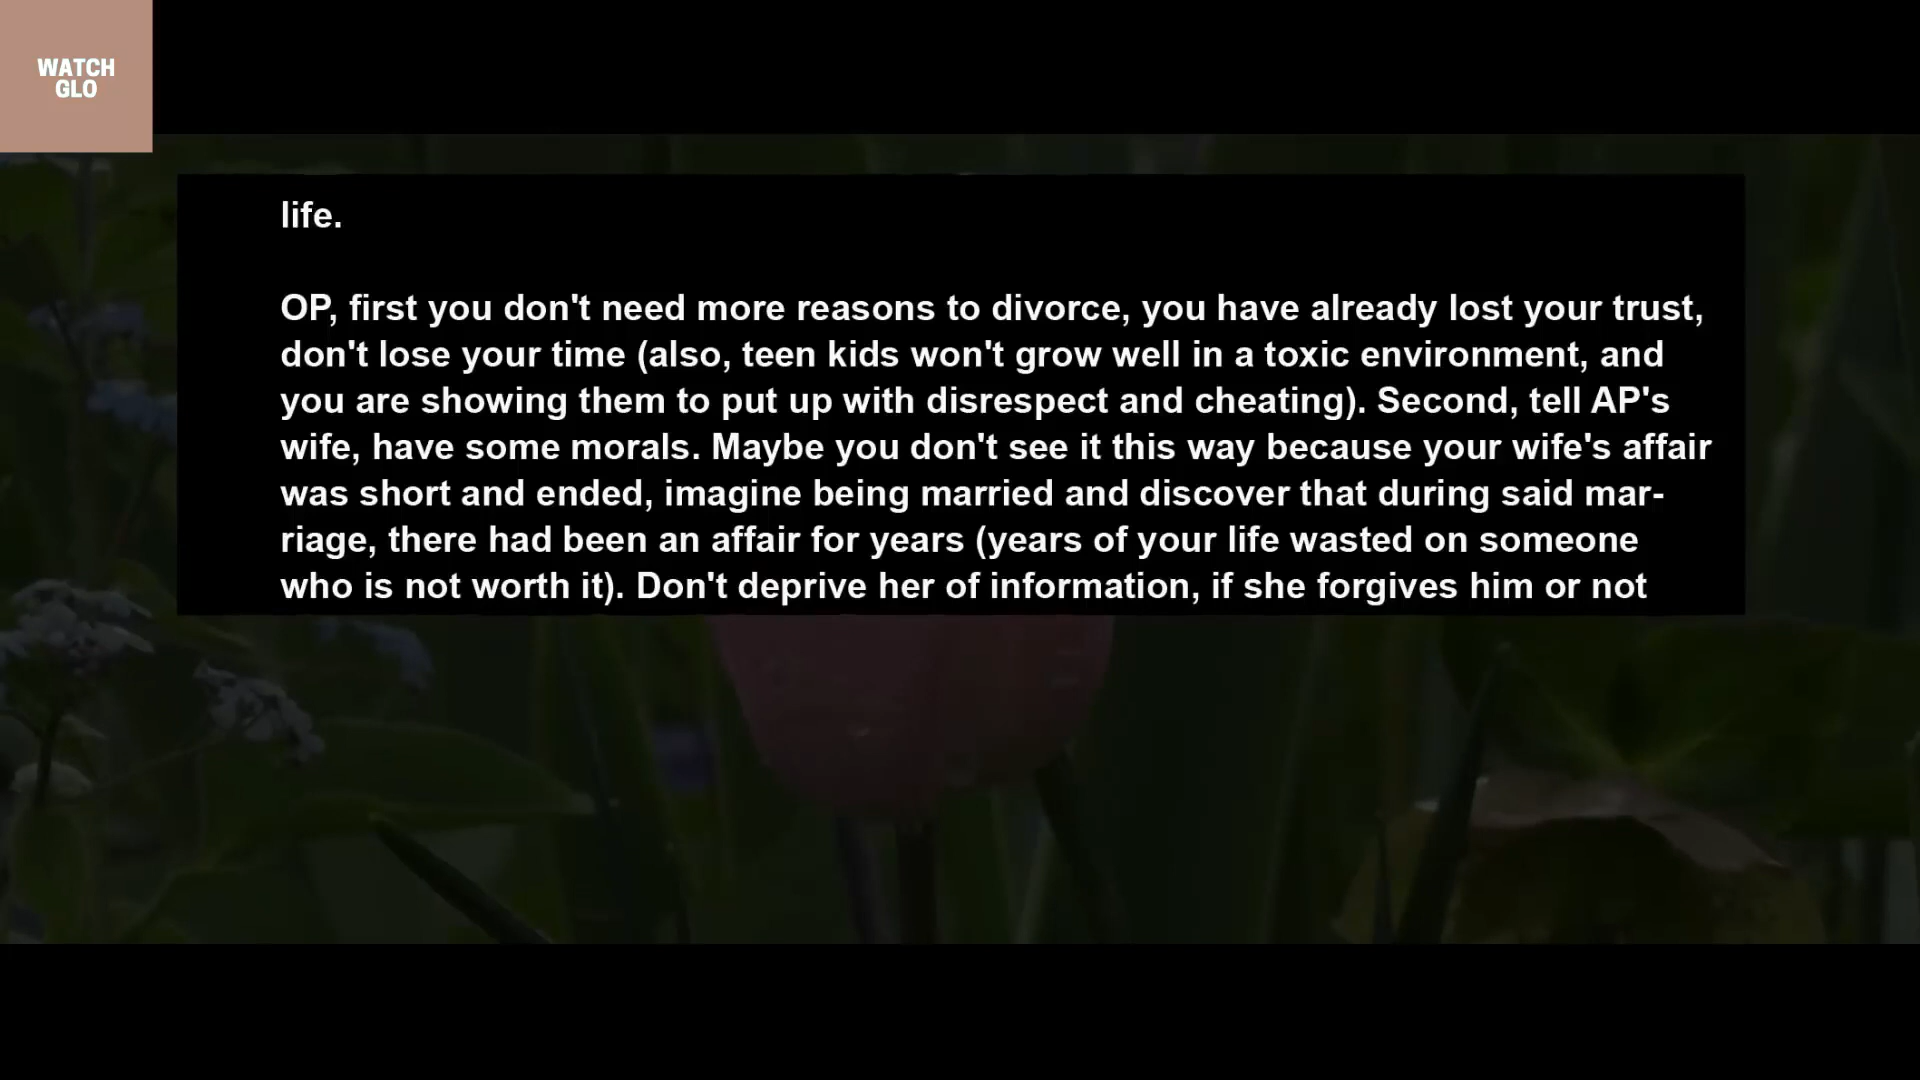 WATCH
GLO
life.
OP, first you don't need more reasons to divorce, you have already lost your trust,
don't lose your time (also, teen kids won't grow well in a toxic environment, and
you are showing them to put up with disrespect and cheating). Second, tell AP's
wife, have some morals. Maybe you don't see it this way because your wife's affair
was short and ended, imagine being married and discover that during said mar-
riage, there had been an affair for years (years of your life wasted on someone
who is not worth it). Don't deprive her of information, if she forgives him or not